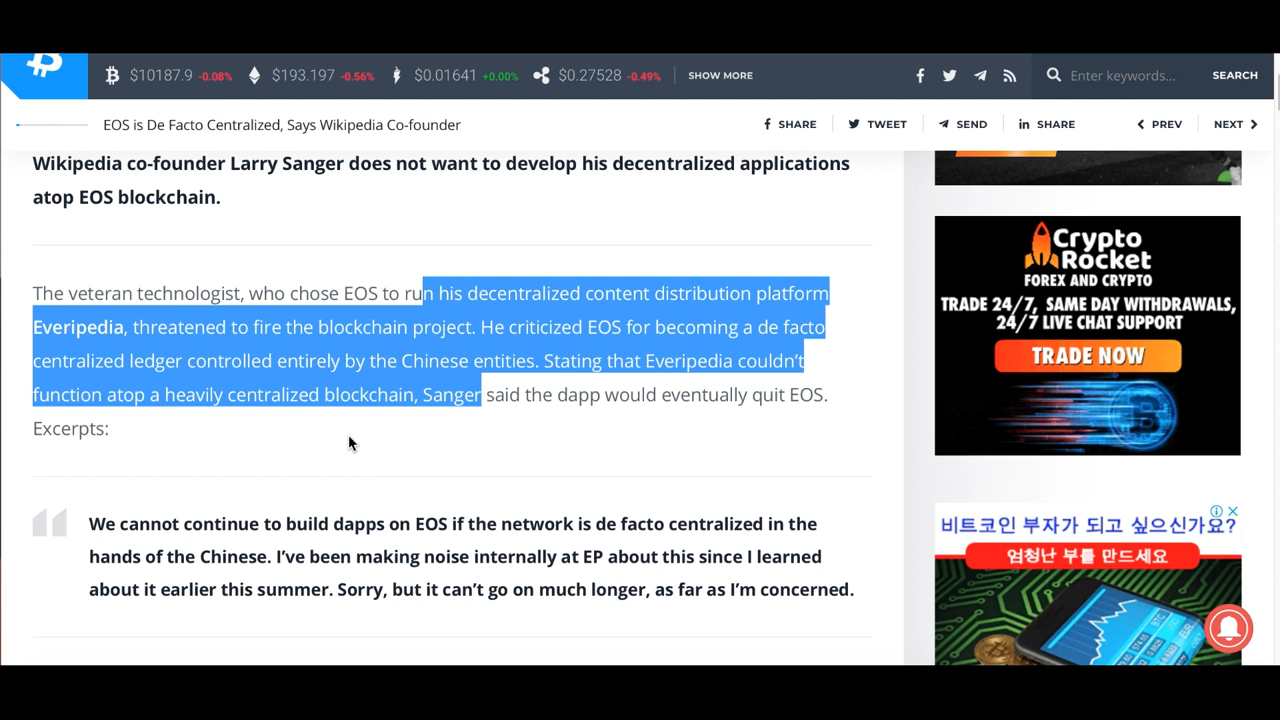 $10187.9 -0.08% $193.197 -0.56% $0.01641 +0.00% $0.27528 -0.49% SHOW MORE Enter keywords... SEARCH
EOS is De Facto Centralized, Says Wikipedia Co-founder SHARE TWEET SEND SHARE PREV NEXT
Wikipedia co-founder Larry Sanger does not want to develop his decentralized applications
atop EOS blockchain.
The veteran technologist, who chose EOS to run his decentralized content distribution platform
Everipedia, threatened to fire the blockchain project. He criticized EOS for becoming a de facto
centralized ledger controlled entirely by the Chinese entities. Stating that Everipedia couldn’t
function atop a heavily centralized blockchain, Sanger said the dapp would eventually quit EOS.
Excerpts:
We cannot continue to build dapps on EOS if the network is de facto centralized in the
hands of the Chinese. I’ve been making noise internally at EP about this since I learned
about it earlier this summer. Sorry, but it can’t go on much longer, as far as I’m concerned.
Crypto
Rocket
FOREX AND CRYPTO
TRADE 24/7, SAME DAY WITHDRAWALS,
24/7 LIVE CHAT SUPPORT
TRADE NOW
비트코인 부자가 되고 싶으신가요?
엄청난 부를 만드세요